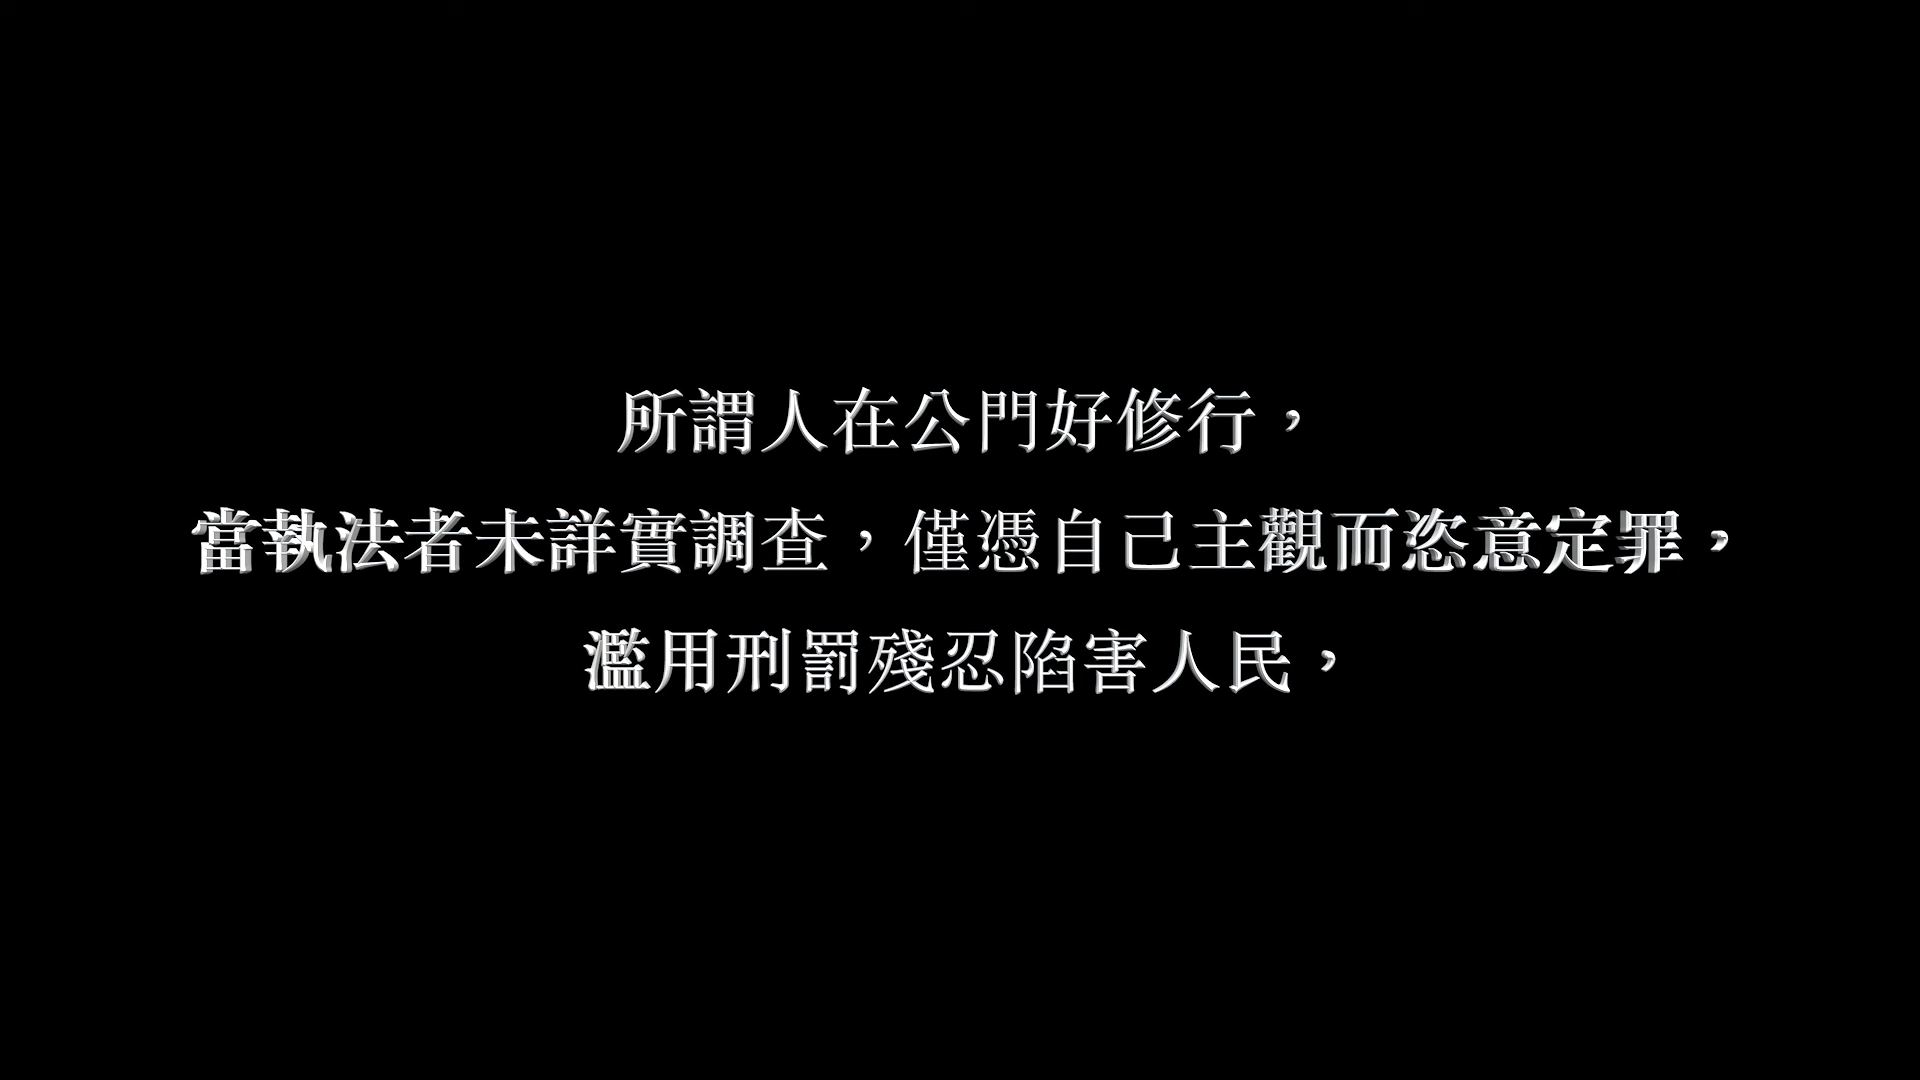 所謂人在公門好修行，
當執法者未詳實調查，僅憑自己主觀而恣意定罪，
濫用刑罰殘忍陷害人民，